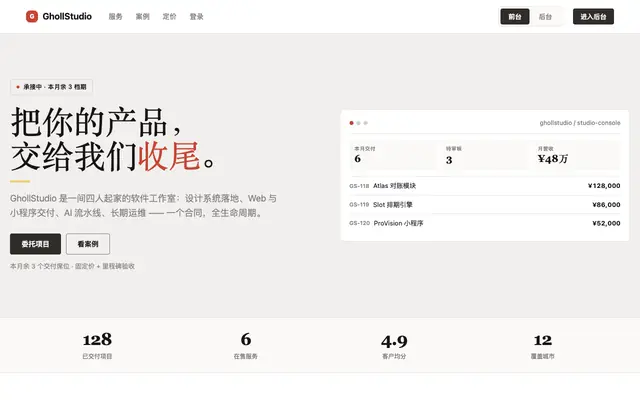 G GhollStudio 服务 案例 定价 登录 前台 后台 进入后台
承接中 · 本月余 3 档期
把你的产品，
交给我们收尾。
GhollStudio 是一间四人起家的软件工作室：设计系统落地、Web 与
小程序交付、AI 流水线、长期运维 —— 一个合同，全生命周期。
委托项目 看案例
本月余 3 个交付席位 · 固定价 + 里程碑验收
ghollstudio / studio-console
本月交付 待审核 月营收
6 3 ¥48万
GS-118 Atlas 对账模块 ¥128,000
GS-119 Slot 排期引擎 ¥86,000
GS-120 ProVision 小程序 ¥52,000
128 6 4.9 12
已交付项目 在售服务 客户均分 覆盖城市